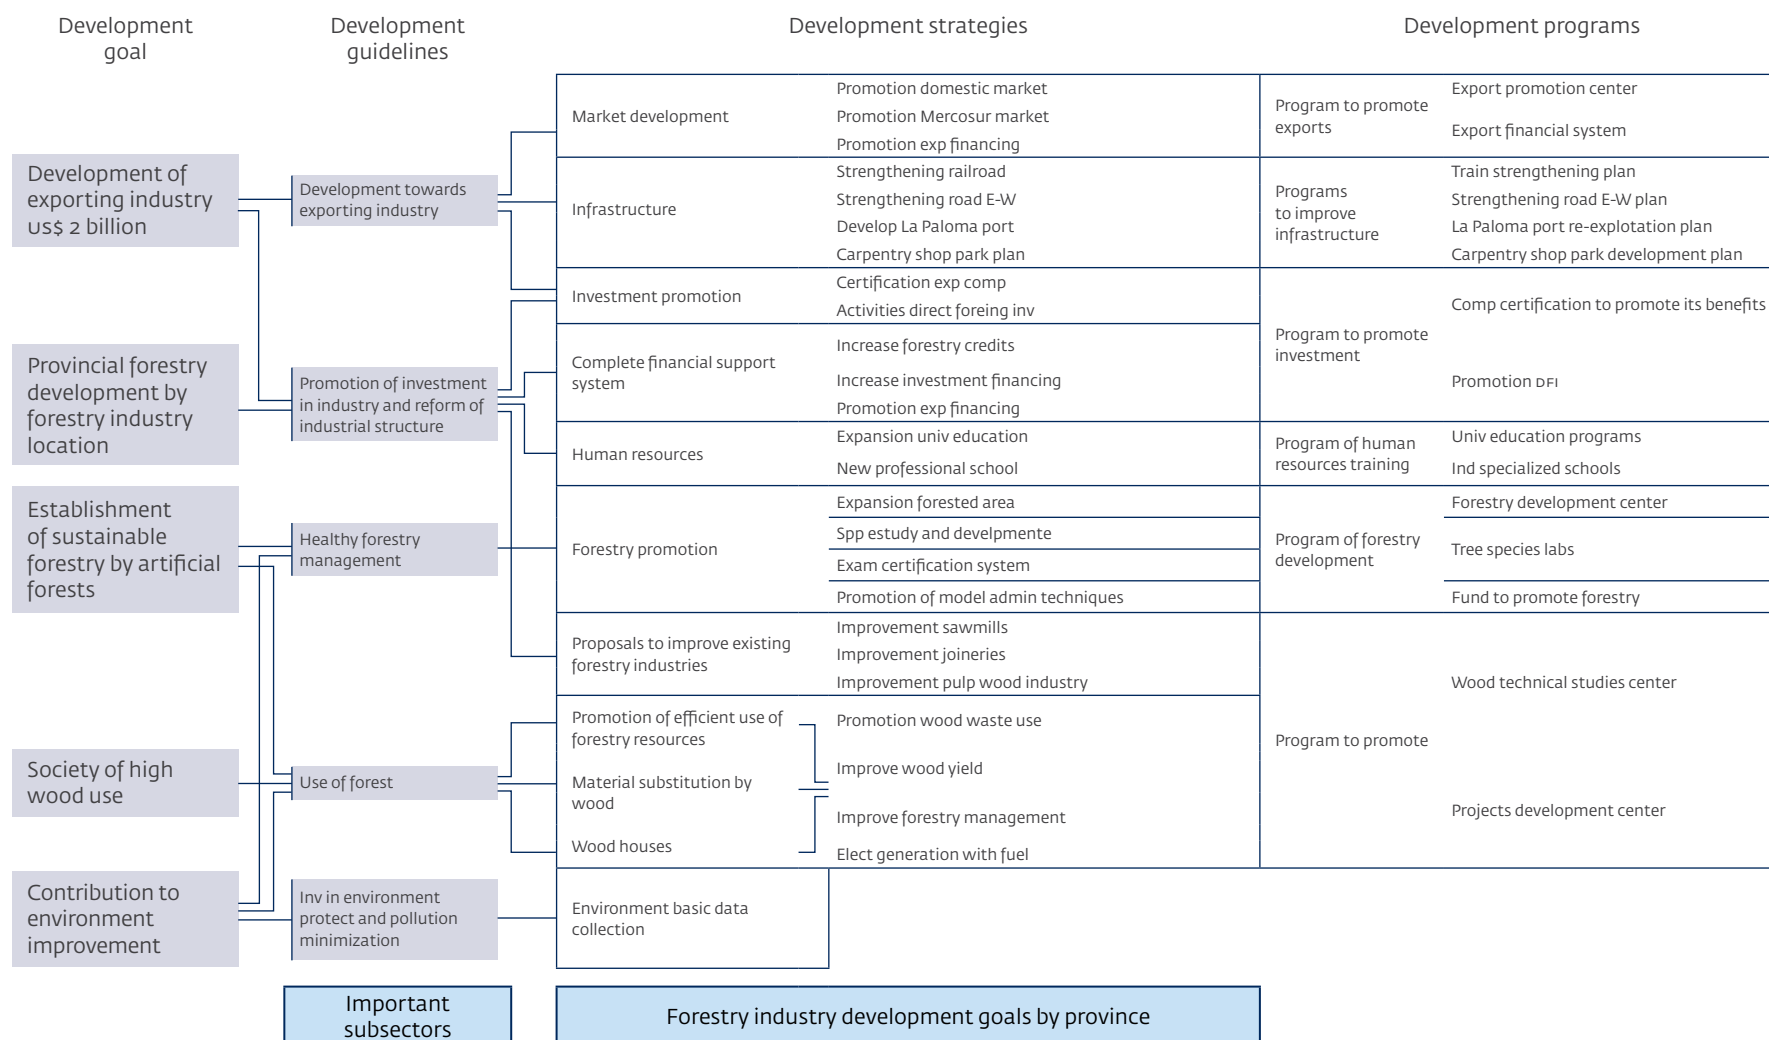 Development
goal
Development
guidelines
Development strategies
Development programs
Development of
exporting industry
US$ 2 billion
Provincial forestry
development by
forestry industry
location
Establishment
of sustainable
forestry by artificial
forests
Society of high
wood use
Contribution to
environment
improvement
Development towards
exporting industry
Promotion of investment
in industry and reform of
industrial structure
Healthy forestry
management
Use of forest
Inv in environment
protect and pollution
minimization
Market development
Promotion domestic market
Promotion Mercosur market
Promotion exp financing
Program to promote
exports
Export promotion center
Export financial system
Infrastructure
Strengthening railroad
Strengthening road E-W
Develop La Paloma port
Carpentry shop park plan
Programs
to improve
infrastructure
Train strengthening plan
Strengthening road E-W plan
La Paloma port re-explotation plan
Carpentry shop park development plan
Investment promotion
Certification exp comp
Activities direct foreing inv
Complete financial support
system
Increase forestry credits
Increase investment financing
Promotion exp financing
Program to promote
investment
Comp certification to promote its benefits
Promotion DFI
Human resources
Expansion univ education
New professional school
Program of human
resources training
Univ education programs
Ind specialized schools
Forestry promotion
Expansion forested area
Spp estudy and develpmente
Exam certification system
Promotion of model admin techniques
Program of forestry
development
Forestry development center
Tree species labs
Fund to promote forestry
Proposals to improve existing
forestry industries
Improvement sawmills
Improvement joineries
Improvement pulp wood industry
Promotion of efficient use of
forestry resources
Material substitution by
wood
Wood houses
Promotion wood waste use
Improve wood yield
Improve forestry management
Elect generation with fuel
Program to promote
Wood technical studies center
Projects development center
Environment basic data
collection
Important
subsectors
Forestry industry development goals by province